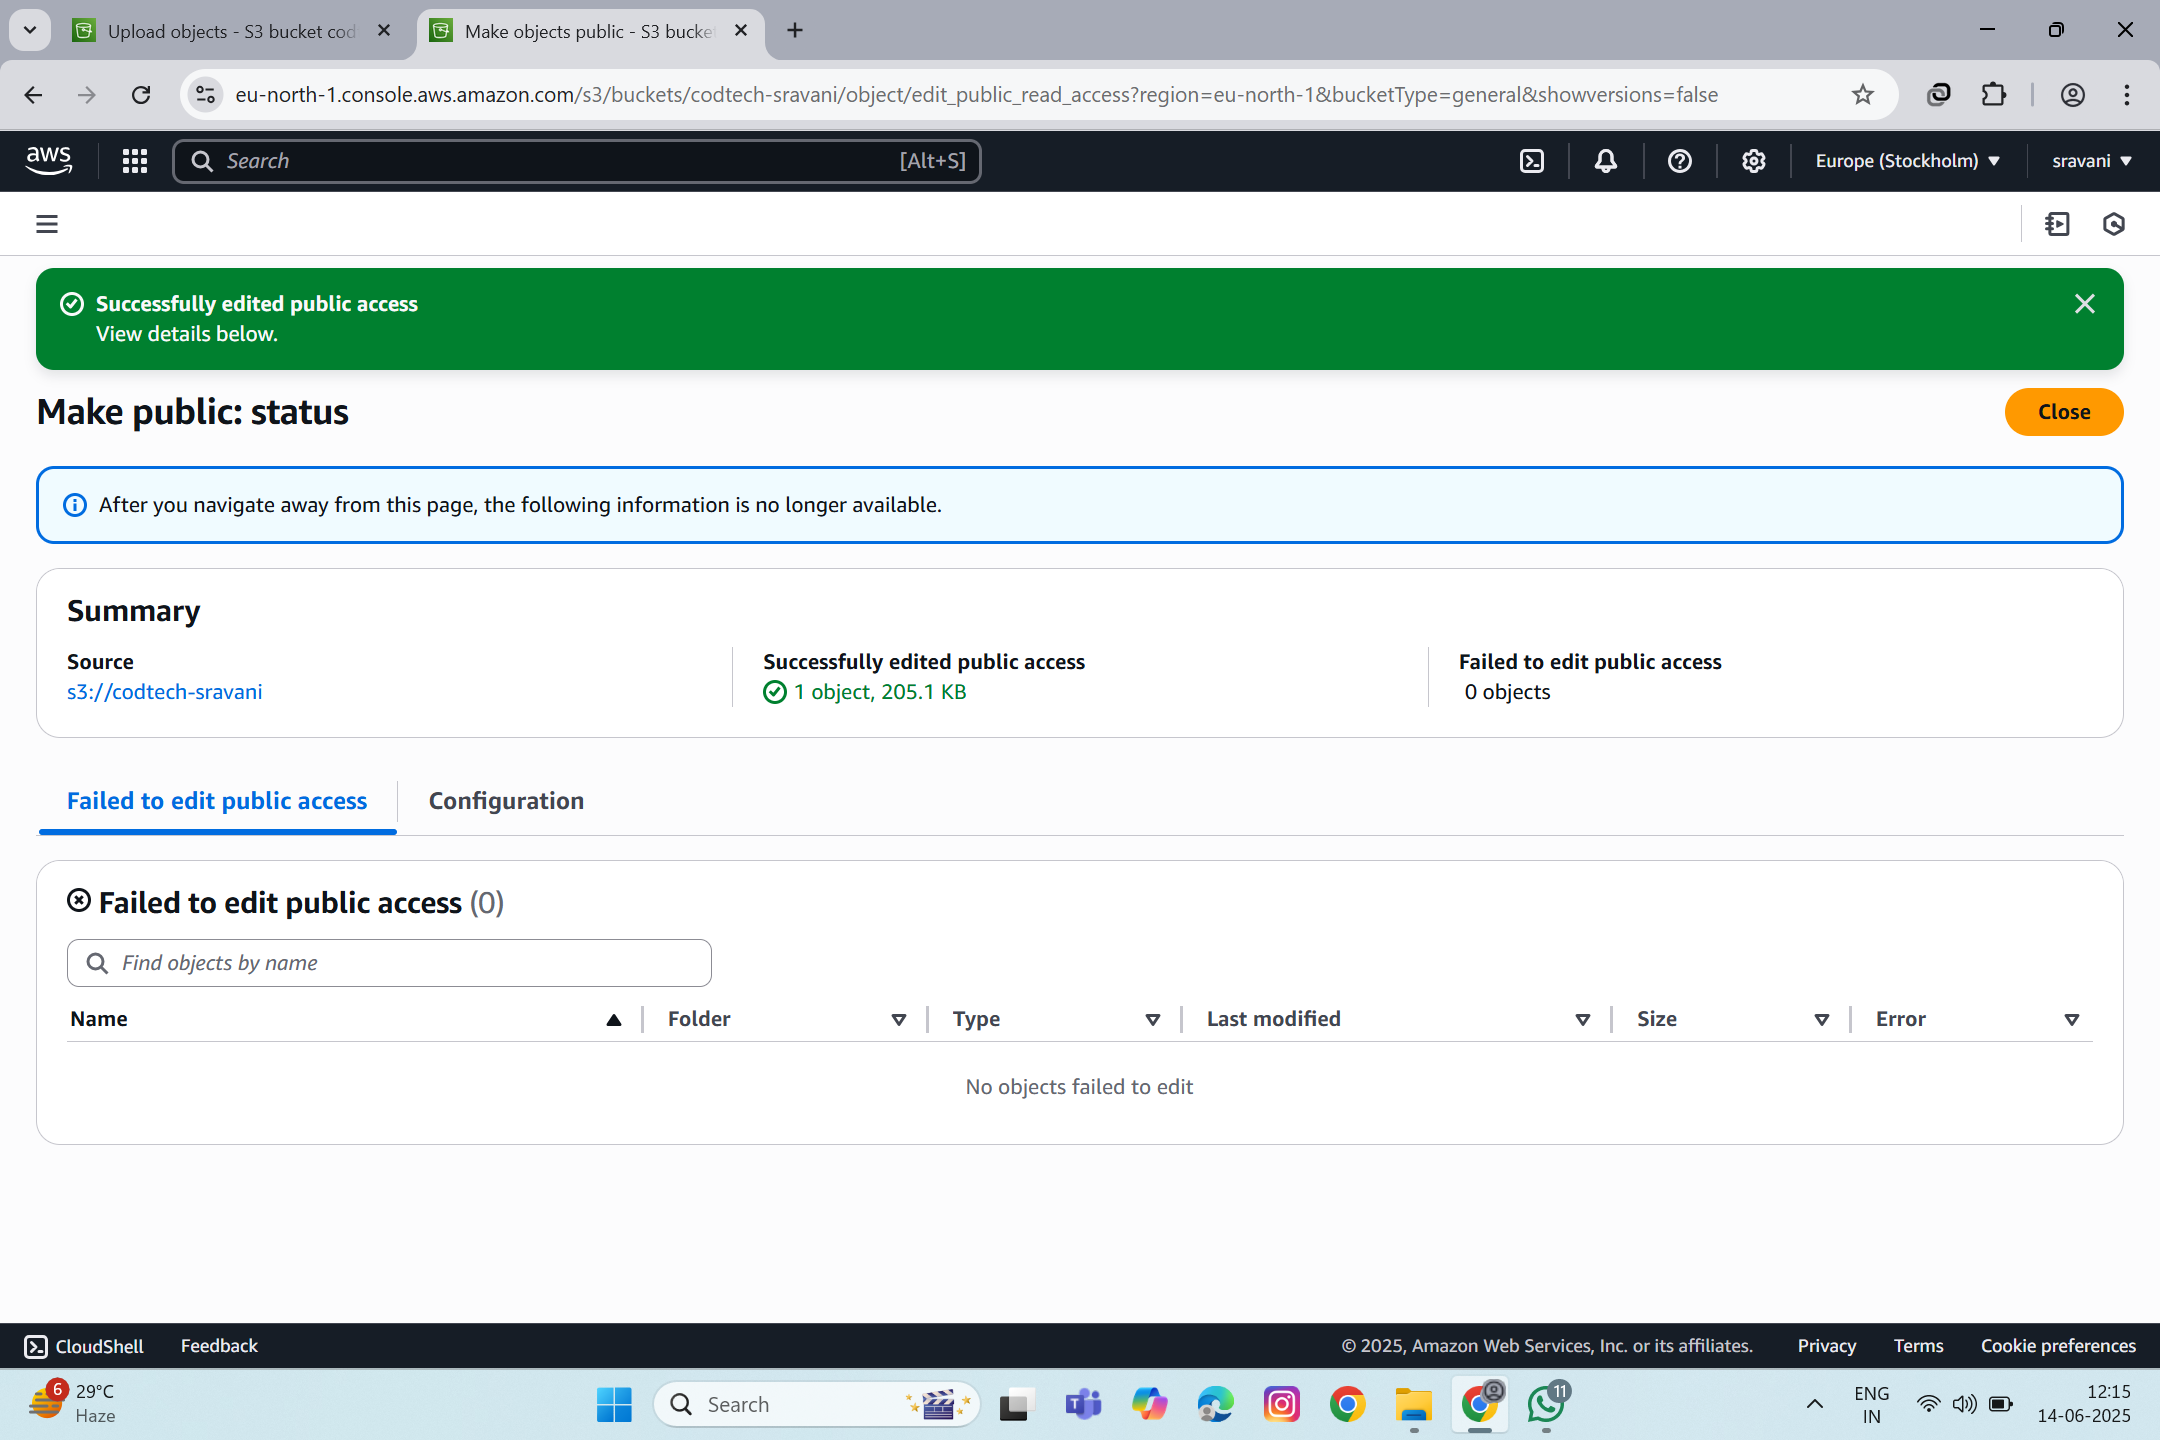 Upload objects - S3 bucket cod
Make objects public - S3 bucke
eu-north-1.console.aws.amazon.com/s3/buckets/codtech-sravani/object/edit_public_read_access?region=eu-north-1&bucketType=general&showversions=false
aws
Search
[Alt+S]
Europe (Stockholm)
sravani
Successfully edited public access
View details below.
Make public: status
Close
After you navigate away from this page, the following information is no longer available.
Summary
Source
s3://codtech-sravani
Successfully edited public access
1 object, 205.1 KB
Failed to edit public access
0 objects
Failed to edit public access
Configuration
Failed to edit public access (0)
Find objects by name
Name
Folder
Type
Last modified
Size
Error
No objects failed to edit
CloudShell
Feedback
© 2025, Amazon Web Services, Inc. or its affiliates.
Privacy
Terms
Cookie preferences
6
29°C
Haze
Search
T
11
ENG
IN
12:15
14-06-2025